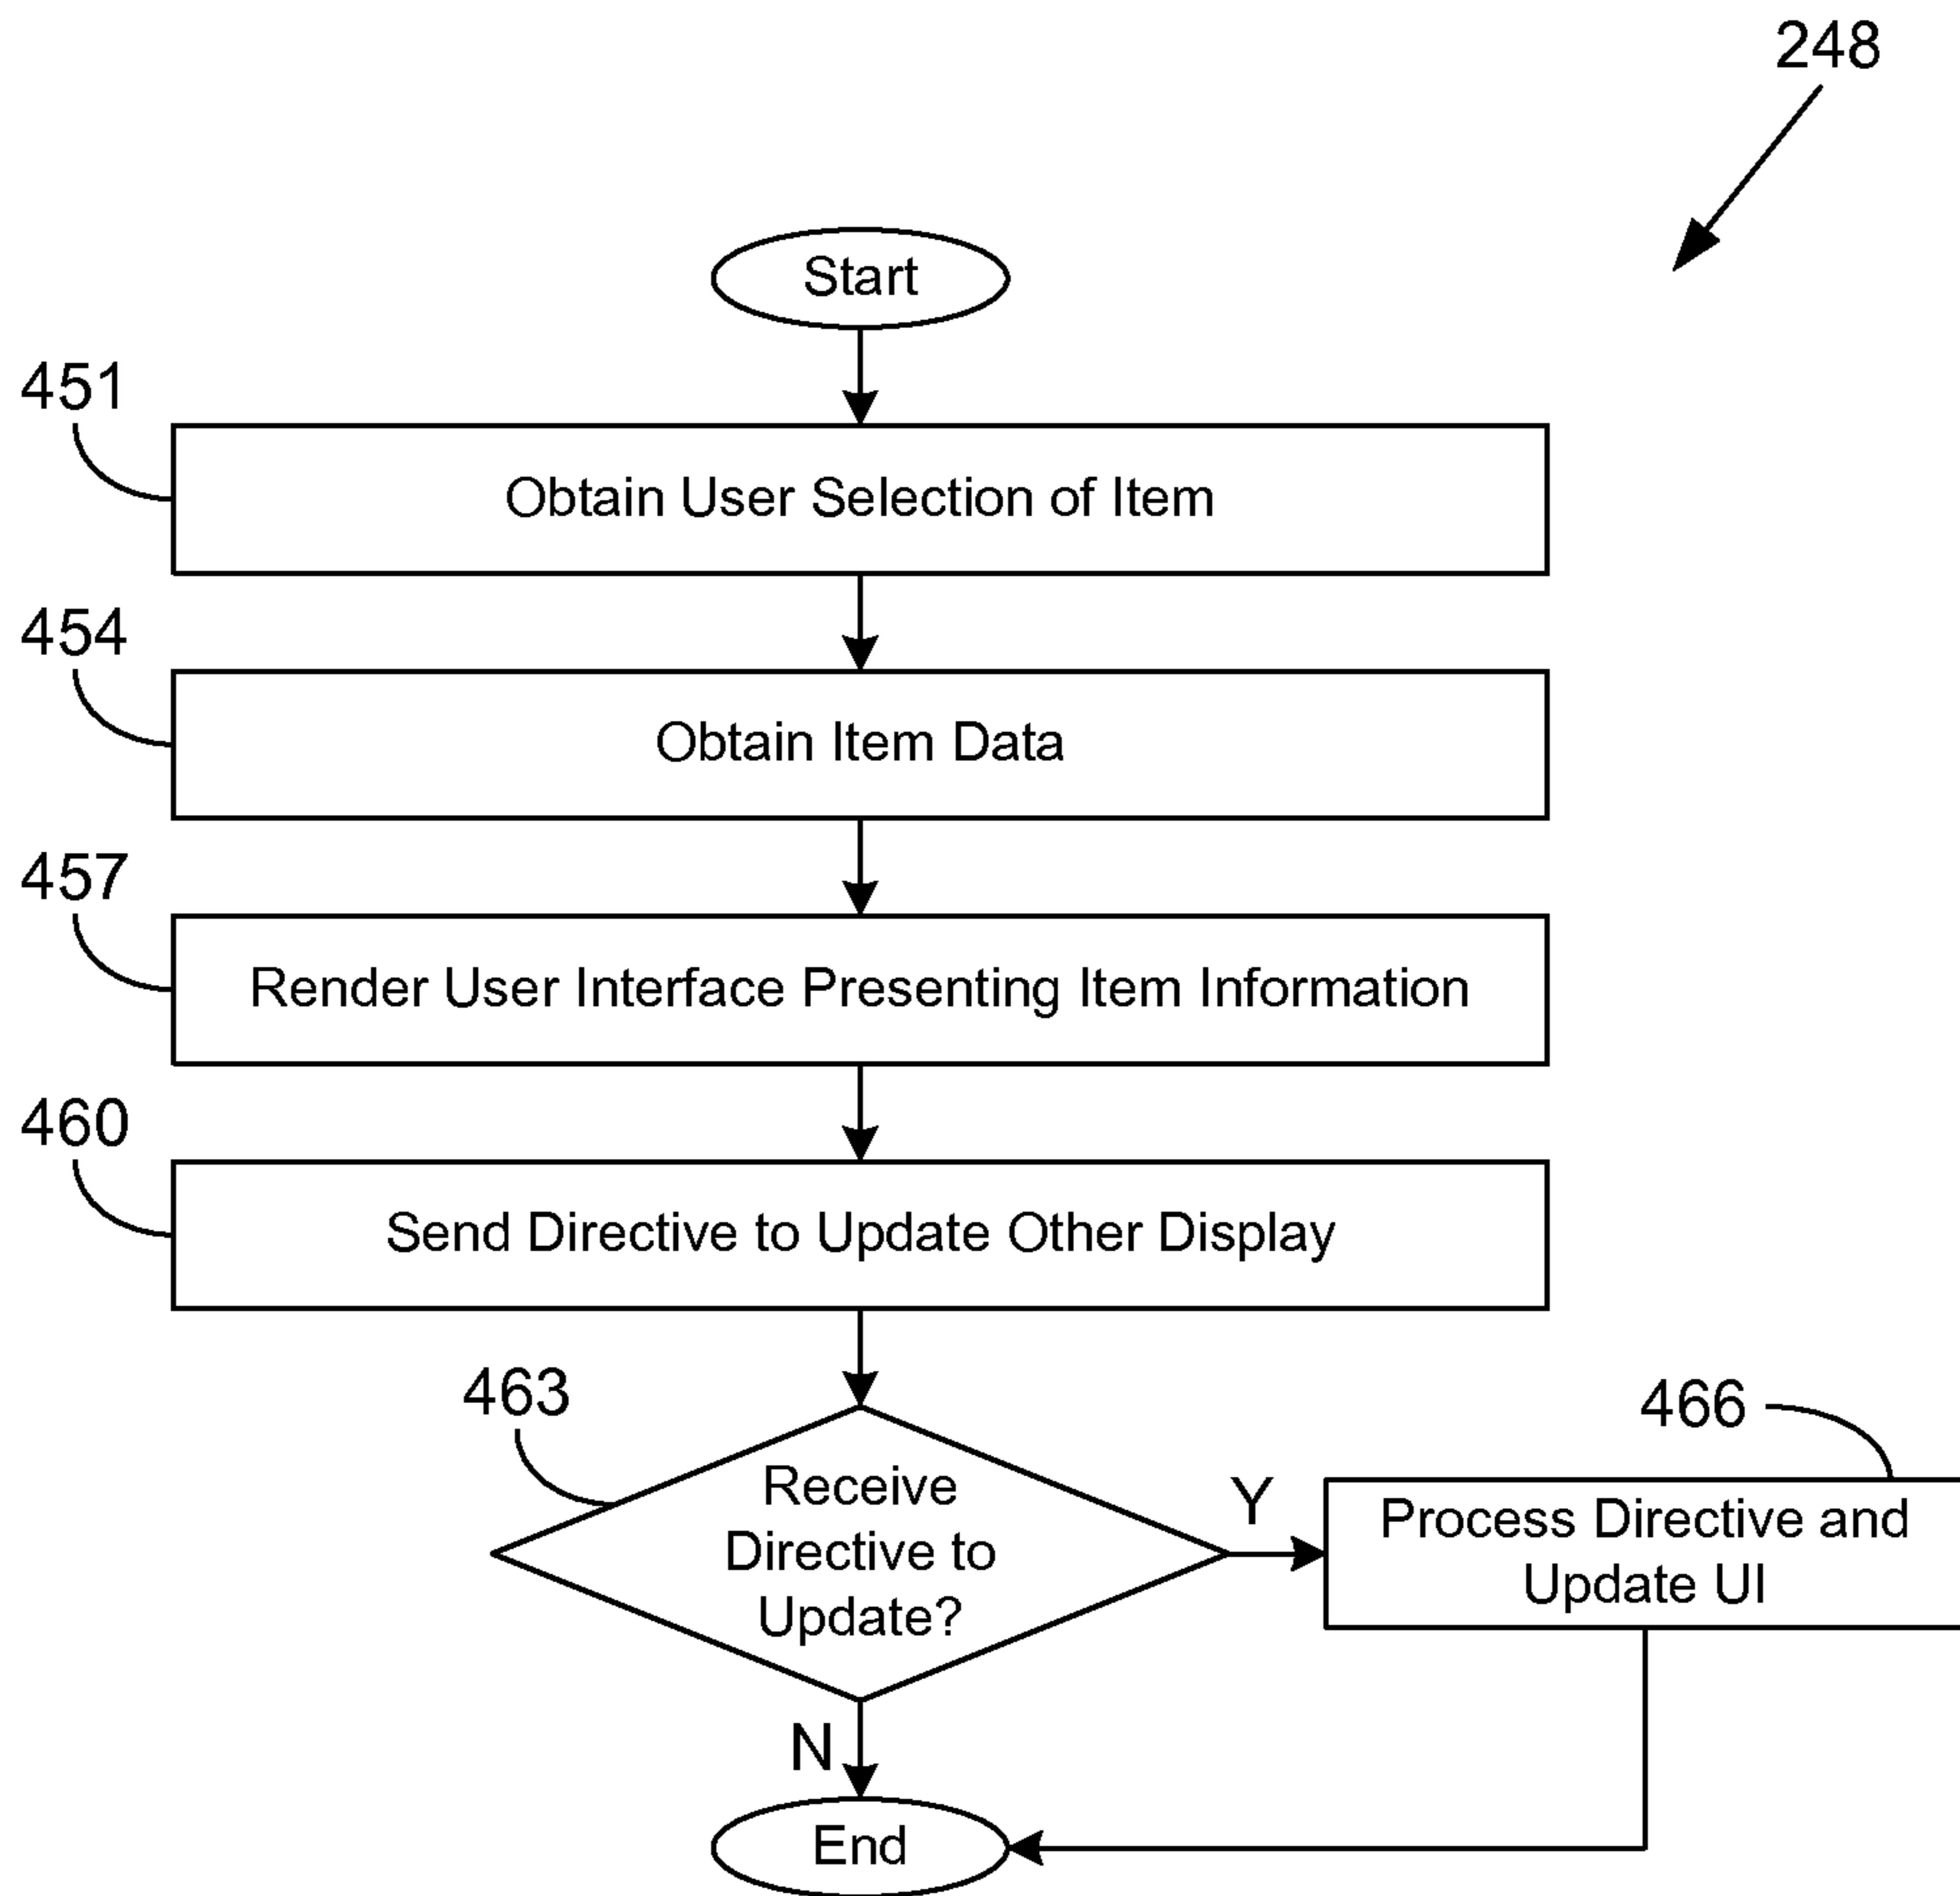 248
Start
451
Obtain User Selection of Item
454
Obtain Item Data
457
Render User Interface Presenting Item Information
460
Send Directive to Update Other Display
463
Receive
Directive to
Update?
Y
466
Process Directive and
Update UI
N
End